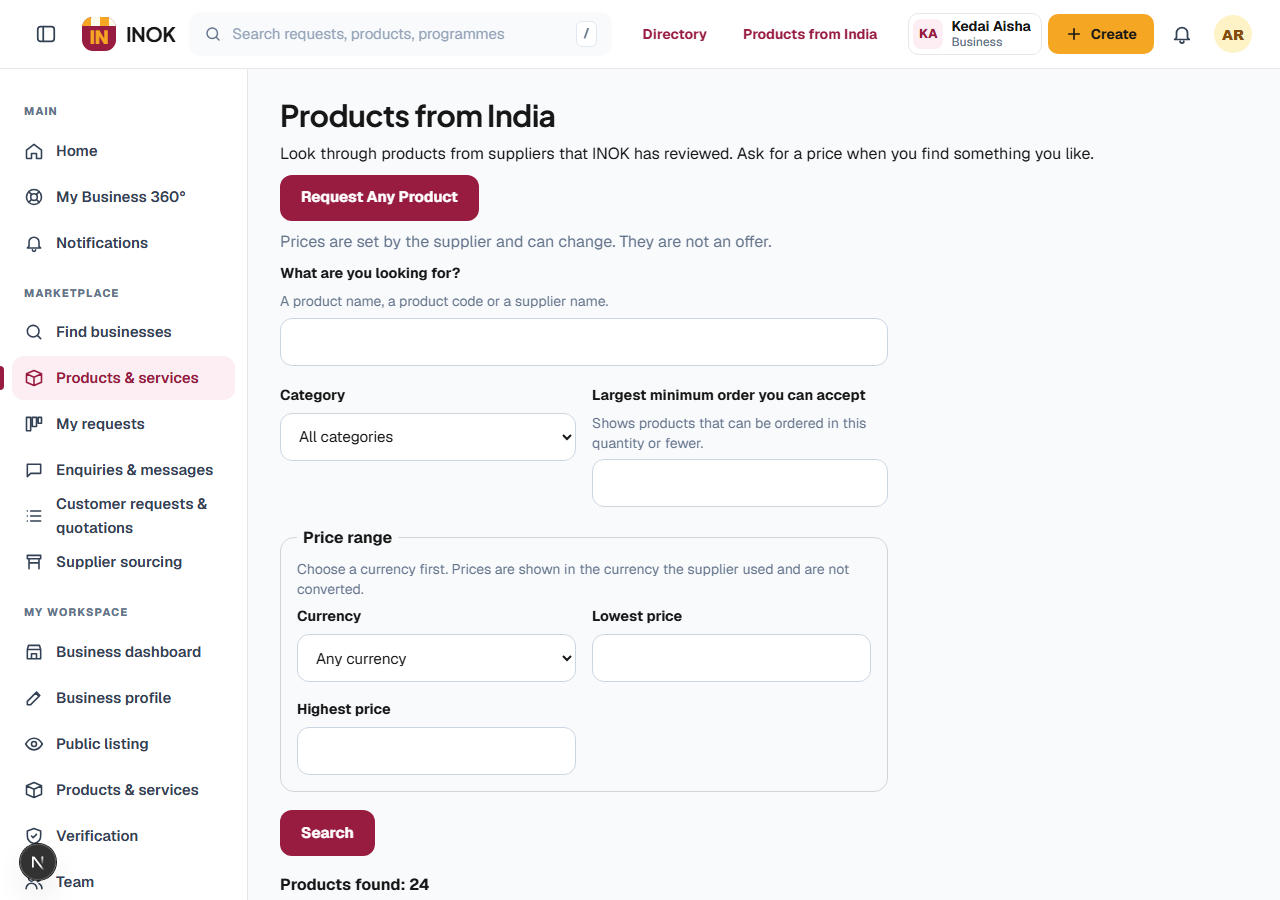 IN INOK
Search requests, products, programmes /
Directory
Products from India
KA Kedai Aisha
Business
+ Create
AR
MAIN
Home
My Business 360°
Notifications
MARKETPLACE
Find businesses
Products & services
My requests
Enquiries & messages
Customer requests &
quotations
Supplier sourcing
MY WORKSPACE
Business dashboard
Business profile
Public listing
Products & services
Verification
N
Team
Products from India
Look through products from suppliers that INOK has reviewed. Ask for a price when you find something you like.
Request Any Product
Prices are set by the supplier and can change. They are not an offer.
What are you looking for?
A product name, a product code or a supplier name.
Category
All categories
Largest minimum order you can accept
Shows products that can be ordered in this
quantity or fewer.
Price range
Choose a currency first. Prices are shown in the currency the supplier used and are not
converted.
Currency
Any currency
Lowest price
Highest price
Search
Products found: 24